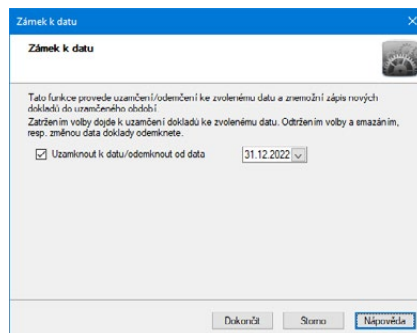 Zámek k datu
Zámek k datu
Tato funkce provede uzamčení/odemčení ke zvolenému datu a znemožní zápis nových
dokladů do uzamčeného období.
Zatržením volby dojde k uzamčení dokladů ke zvolenému datu. Odtržením volby a smazáním,
resp. změnou data doklady odemknete.
Uzamknout k datu/odemknout od data 31.12.2022
Dokončit Storno Nápověda